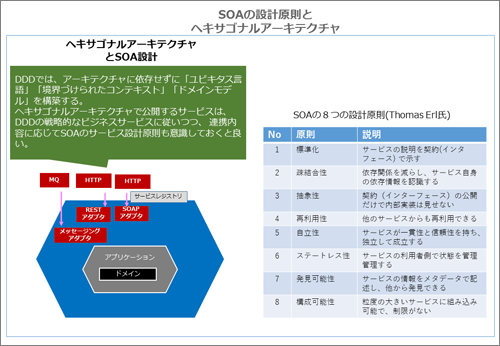 SOAの設計原則と
ヘキサゴナルアーキテクチャ
ヘキサゴナルアーキテクチャ
とSOA設計
DDDでは、アーキテクチャに依存せずに「ユビキタス言
語」「境界づけられたコンテキスト」「ドメインモデ
ル」を構築する。
ヘキサゴナルアーキテクチャで公開するサービスは、
DDDの戦略的なビジネスサービスに従いつつ、連携内
容に応じてSOAのサービス設計原則も意識しておくと良
い。
MQ
HTTP
HTTP
サービスレジストリ
REST
アダプタ
SOAP
アダプタ
メッセージング
アダプタ
アプリケーション
ドメイン
SOAの８つの設計原則(Thomas Erl氏)
No 原則 説明
1 標準化 サービスの説明を契約(インタ
フェース) で示す
2 疎結合性 依存関係を減らし、サービス自身
の依存情報を認識する
3 抽象性 契約（インターフェース）の公開
だけで内部実装は見せない
4 再利用性 他のサービスからも再利用できる
5 自立性 サービスが一貫性と信頼性を持ち、
独立して成立する
6 ステートレス性 サービスの利用者側で状態を管理
管理する
7 発見可能性 サービスの情報をメタデータで記
述し、他から発見できる
8 構成可能性 粒度の大きいサービスに組み込み
可能で、制限がない